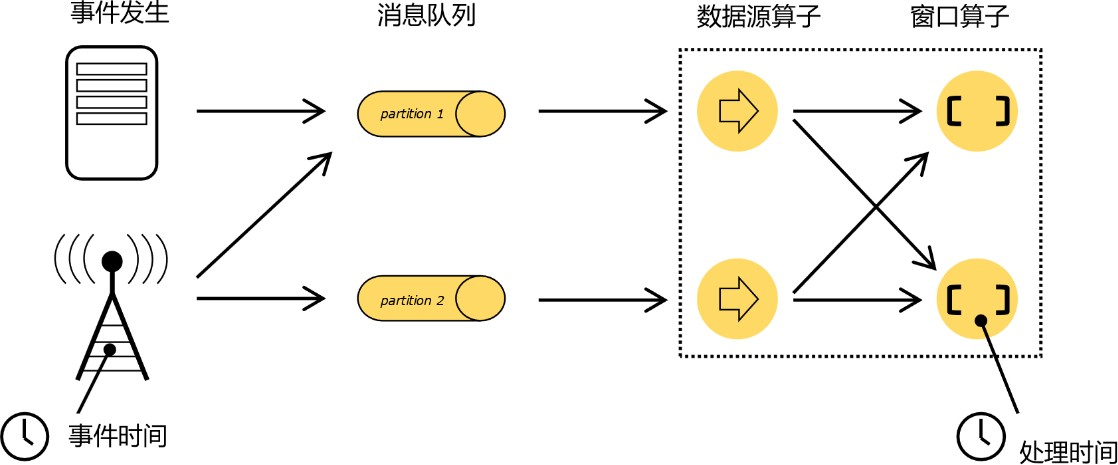 事件发生
消息队列
数据源算子
窗口算子
partition 1
partition 2
事件时间
处理时间